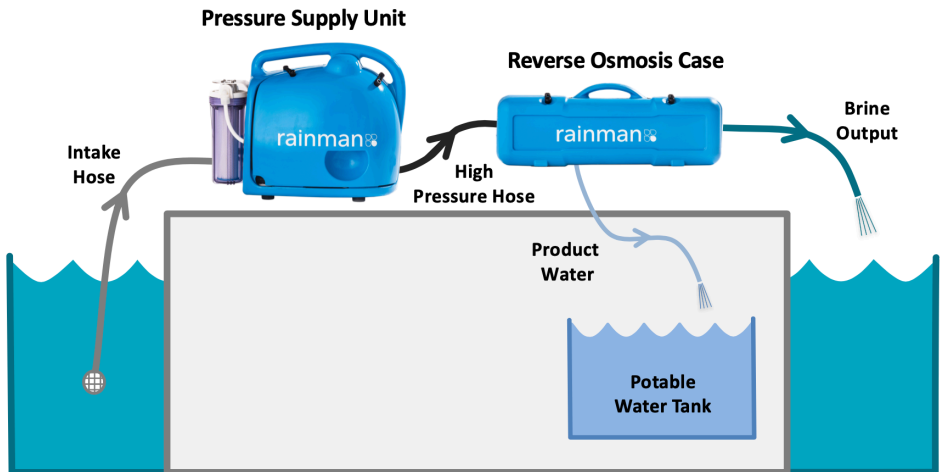 Pressure Supply Unit
Reverse Osmosis Case
Brine
Output
rainman
rainman
Intake
Hose
High
Pressure Hose
Product
Water
Potable
Water Tank